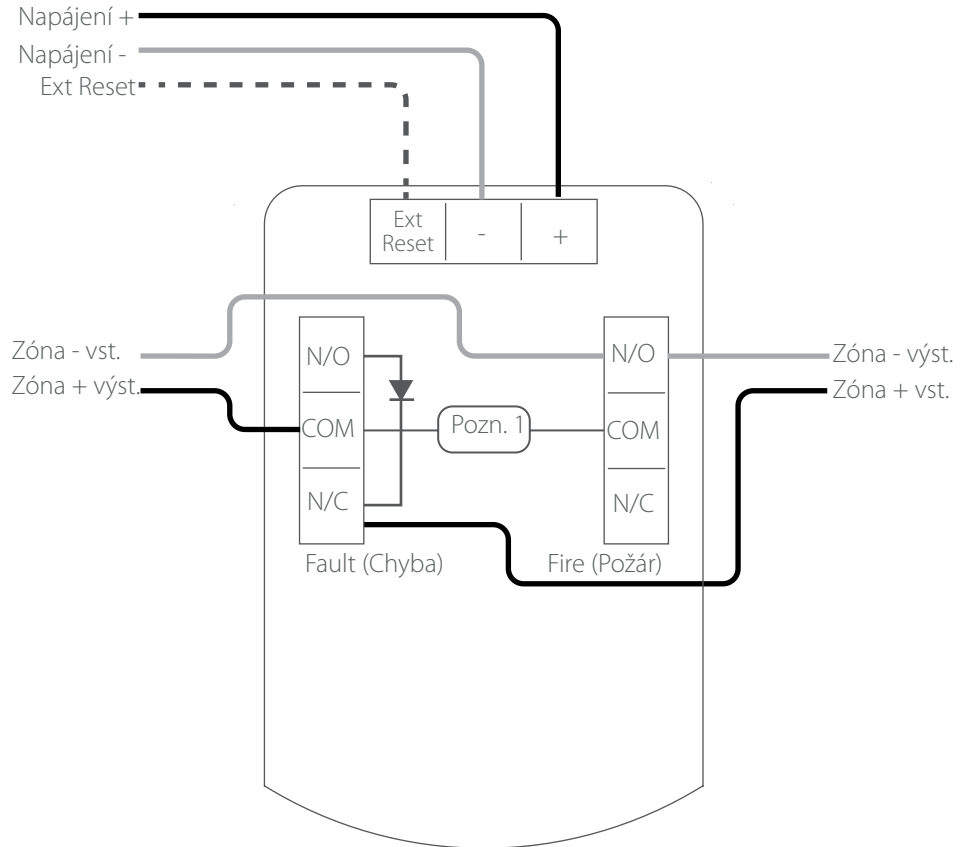 Napájení +
Napájení -
Ext Reset
Ext
Reset
-
+
Zóna - vst.
Zóna + výst.
N/O
COM
N/C
Pozn. 1
N/O
COM
N/C
Zóna - výst.
Zóna + vst.
Fault (Chyba)
Fire (Požár)